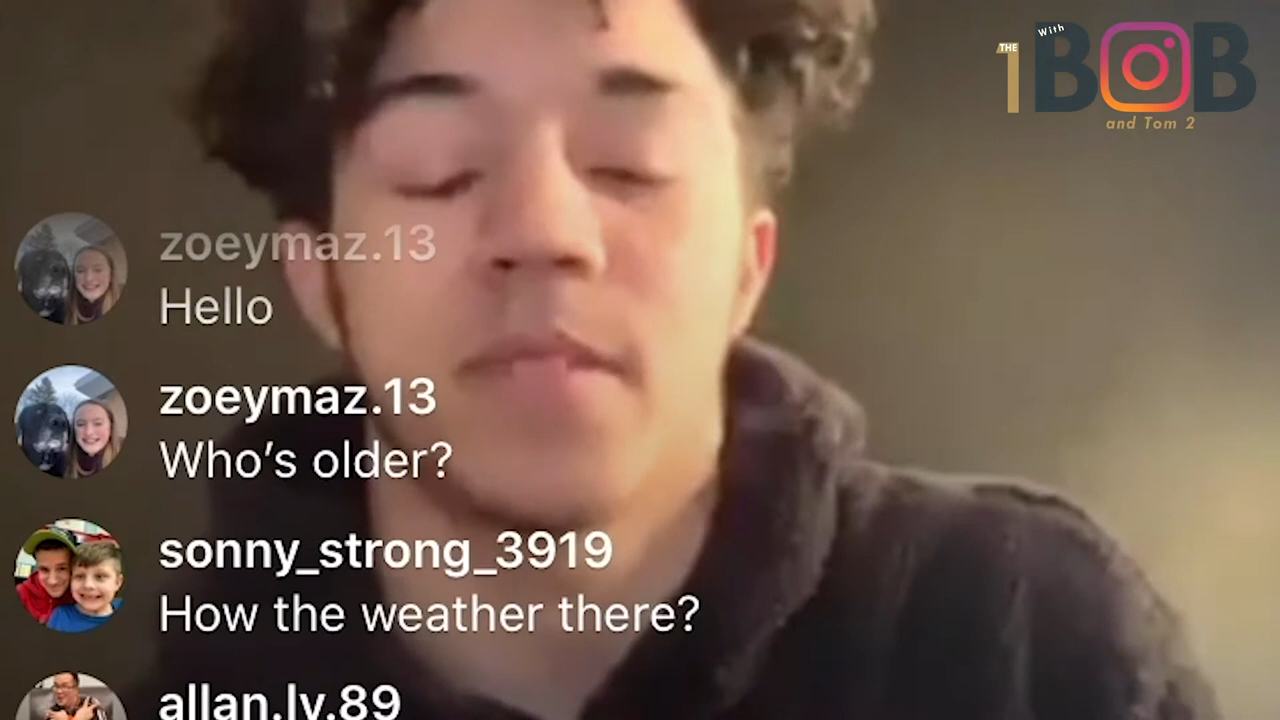 THE
1 With
BOB
and Tom 2
zoeymaz.13
Hello
zoeymaz.13
Who's older?
sonny_strong_3919
How the weather there?
allan.ly.89